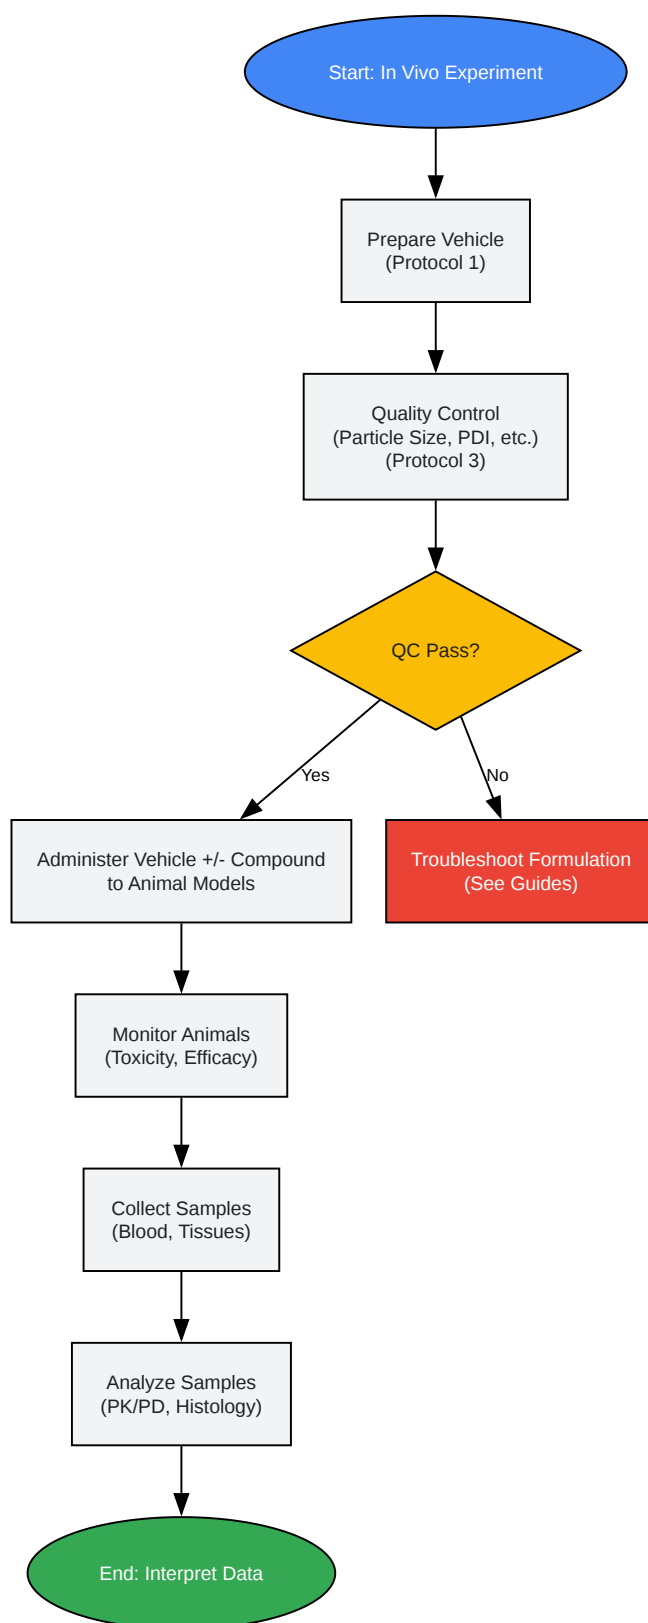 Start: In Vivo Experiment
Prepare Vehicle
(Protocol 1)
Quality Control
(Particle Size, PDI, etc.)
(Protocol 3)
QC Pass?
Yes
No
Administer Vehicle +/- Compound
to Animal Models
Troubleshoot Formulation
(See Guides)
Monitor Animals
(Toxicity, Efficacy)
Collect Samples
(Blood, Tissues)
Analyze Samples
(PK/PD, Histology)
End: Interpret Data